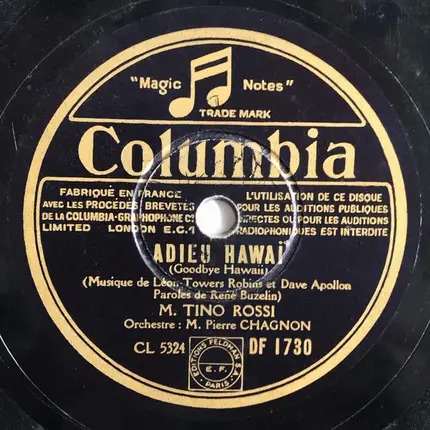 "Magic Notes"
TRADE MARK
Columbia
FABRIQUÉ EN FRANCE
AVEC LES PROCÉDÉS BREVETÉS
DE LA COLUMBIA-GRAPHOPHONE Cº
LIMITED LONDON E.C.1
L'UTILISATION DE CE DISQUE
POUR LES AUDITIONS PUBLIQUES
DIRECTES OU POUR LES AUDITIONS
RADIOPHONIQUES EST INTERDITE
ADIEU HAWAÏ
(Goodbye Hawaii)
(Musique de Léon, Towers Robins et Dave Apollon
Paroles de René Buzelin)
M. TINO ROSSI
Orchestre: M. Pierre CHAGNON
CL 5324
DF 1730
EDITIONS FELDMAN S.A.
E.F.
PARIS